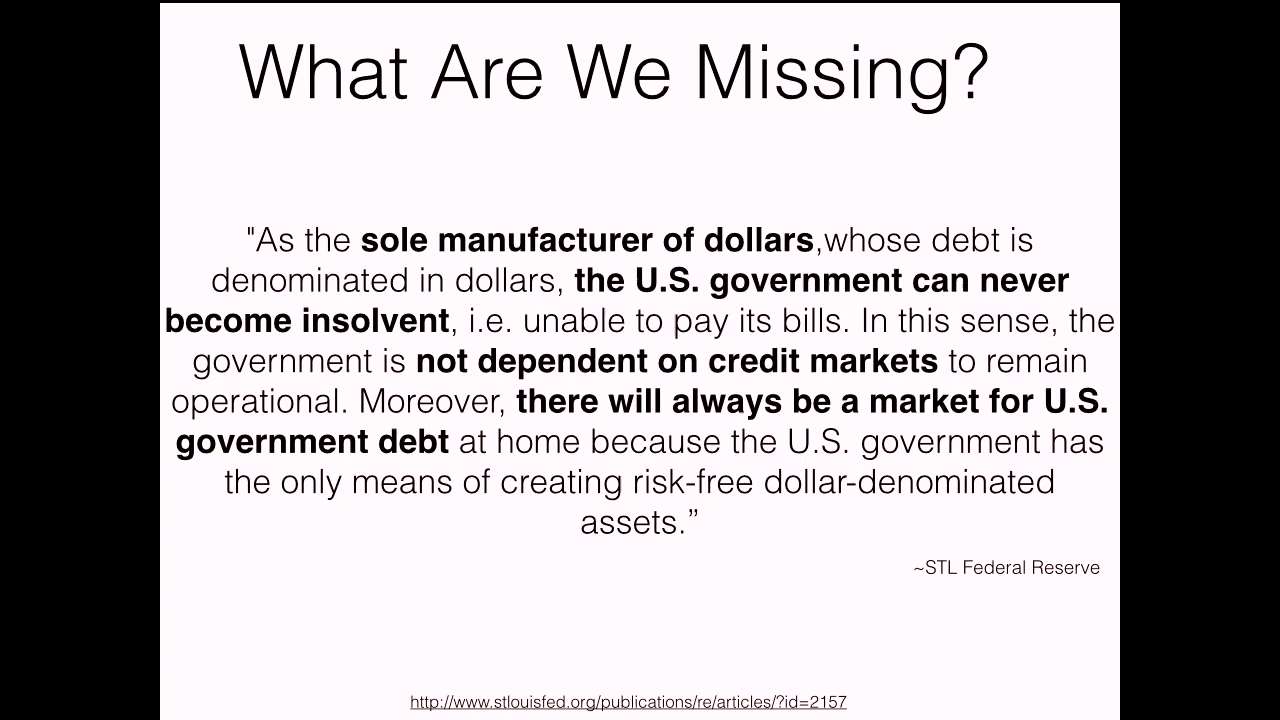 What Are We Missing?
"As the sole manufacturer of dollars,whose debt is
denominated in dollars, the U.S. government can never
become insolvent, i.e. unable to pay its bills. In this sense, the
government is not dependent on credit markets to remain
operational. Moreover, there will always be a market for U.S.
government debt at home because the U.S. government has
the only means of creating risk-free dollar-denominated
assets.”
~STL Federal Reserve
http://www.stlouisfed.org/publications/re/articles/?id=2157